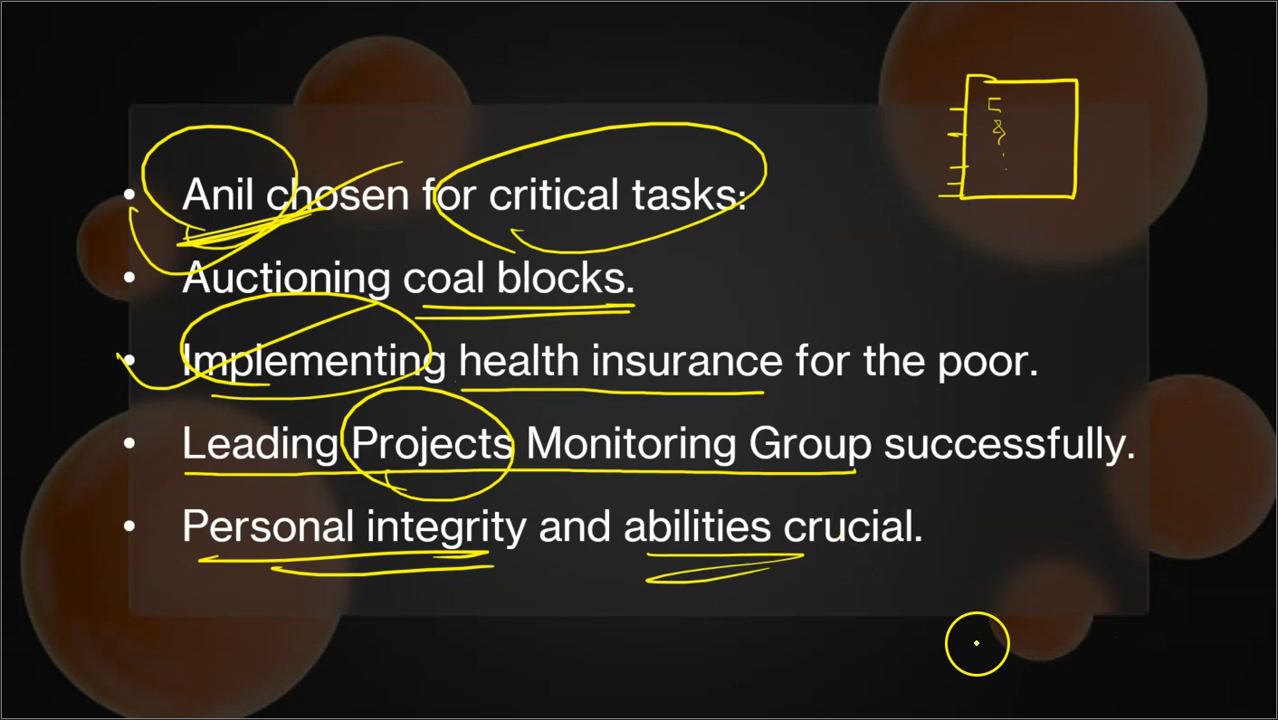 • Anil chosen for critical tasks:
• Auctioning coal blocks.
• Implementing health insurance for the poor.
• Leading Projects Monitoring Group successfully.
• Personal integrity and abilities crucial.